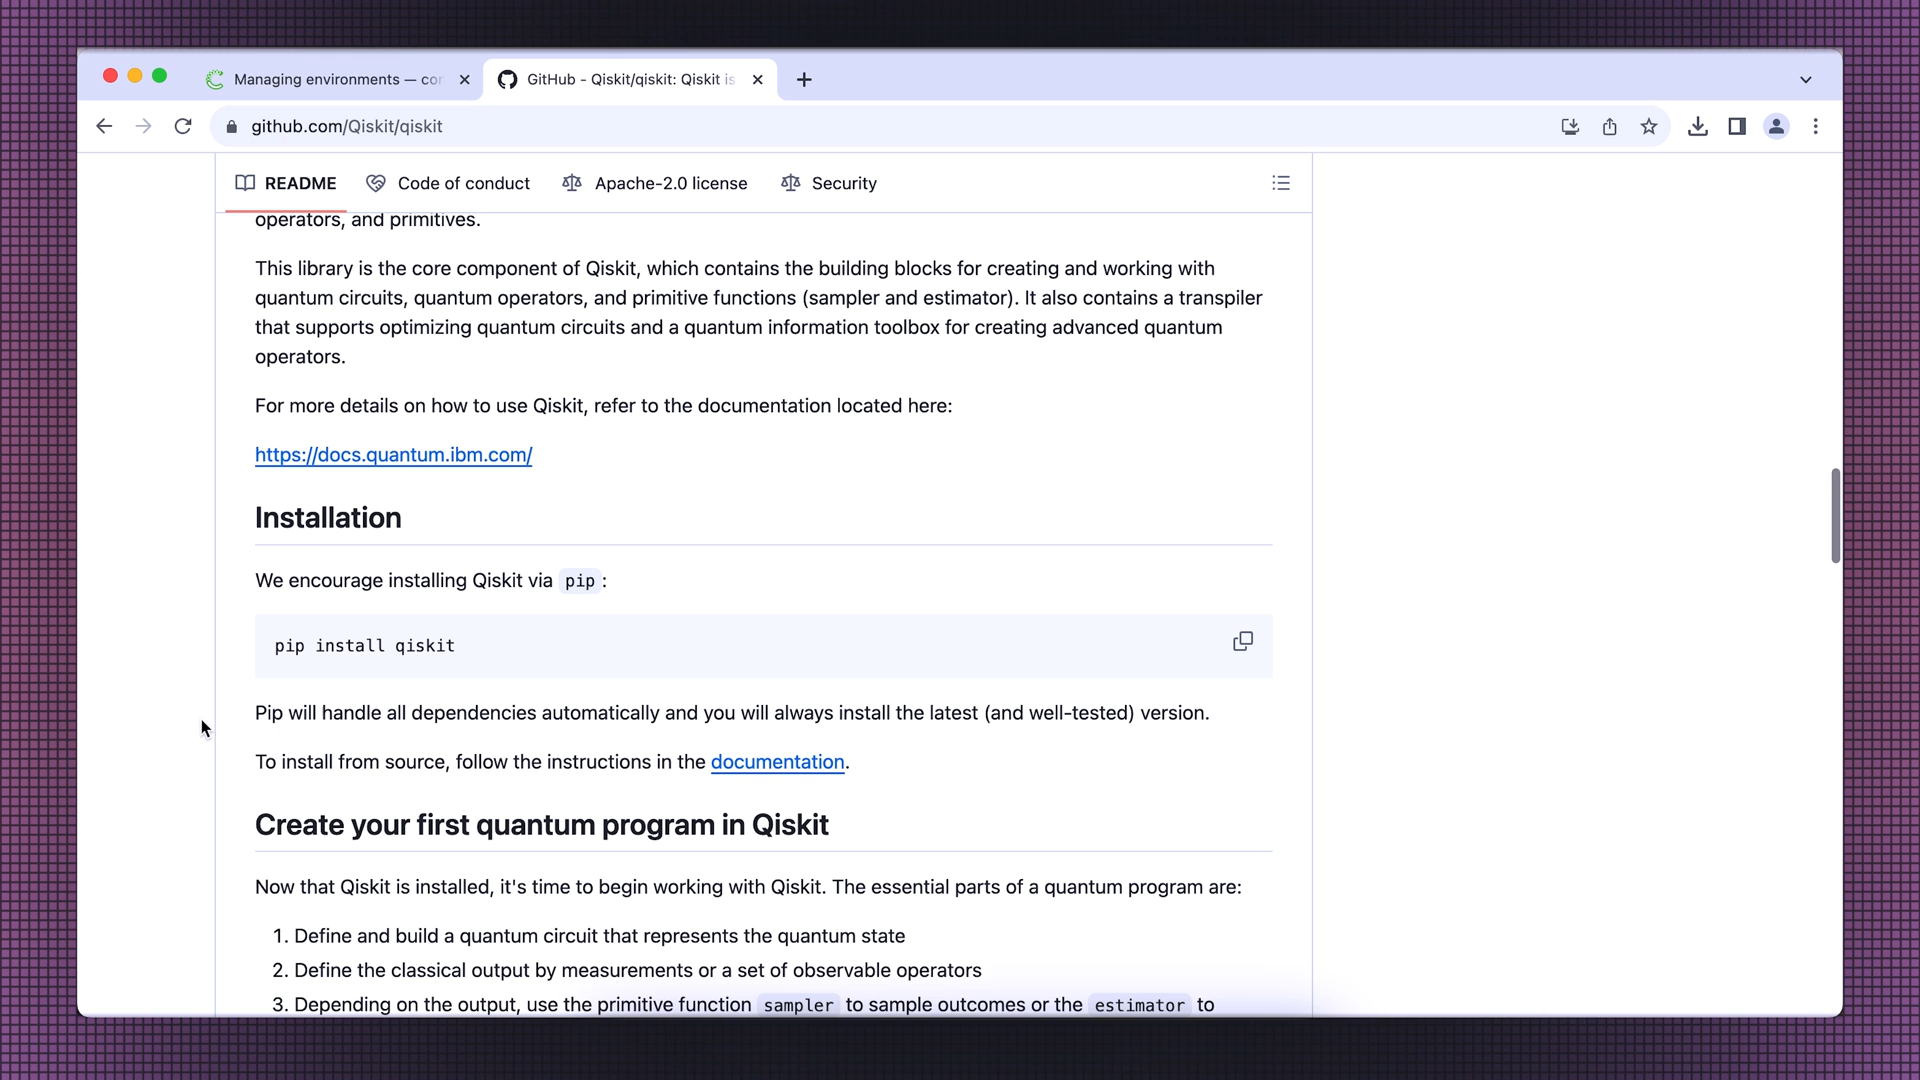 Managing environments — cor
GitHub - Qiskit/qiskit: Qiskit is
github.com/Qiskit/qiskit
README
Code of conduct
Apache-2.0 license
Security
operators, and primitives.
This library is the core component of Qiskit, which contains the building blocks for creating and working with
quantum circuits, quantum operators, and primitive functions (sampler and estimator). It also contains a transpiler
that supports optimizing quantum circuits and a quantum information toolbox for creating advanced quantum
operators.
For more details on how to use Qiskit, refer to the documentation located here:
https://docs.quantum.ibm.com/
Installation
We encourage installing Qiskit via pip:
pip install qiskit
Pip will handle all dependencies automatically and you will always install the latest (and well-tested) version.
To install from source, follow the instructions in the documentation.
Create your first quantum program in Qiskit
Now that Qiskit is installed, it's time to begin working with Qiskit. The essential parts of a quantum program are:
1. Define and build a quantum circuit that represents the quantum state
2. Define the classical output by measurements or a set of observable operators
3. Depending on the output, use the primitive function sampler to sample outcomes or the estimator to